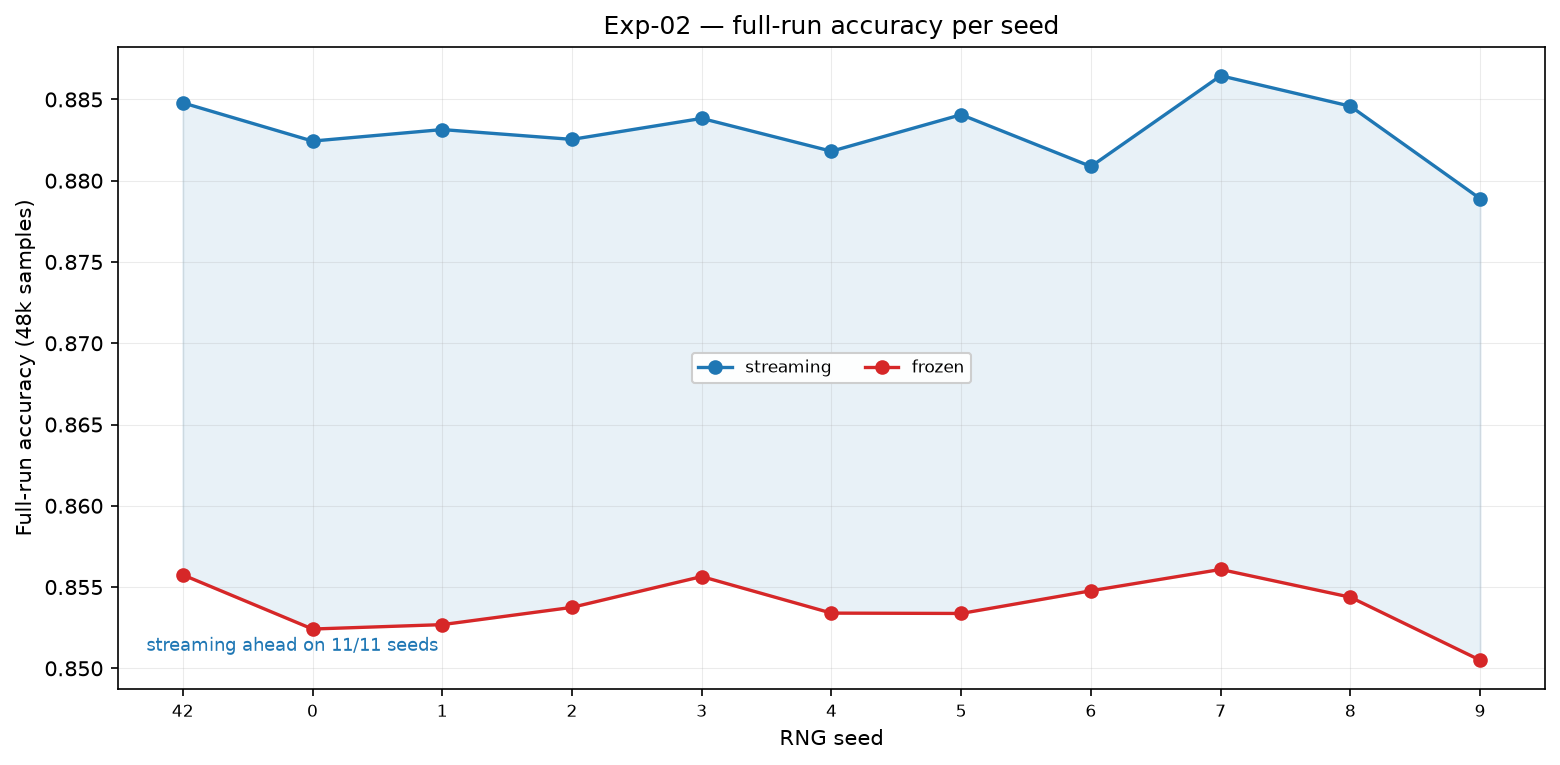 Exp-02 — full-run accuracy per seed
Full-run accuracy (48k samples)
0.885
0.880
0.875
0.870
0.865
0.860
0.855
0.850
streaming frozen
streaming ahead on 11/11 seeds
42 0 1 2 3 4 5 6 7 8 9
RNG seed